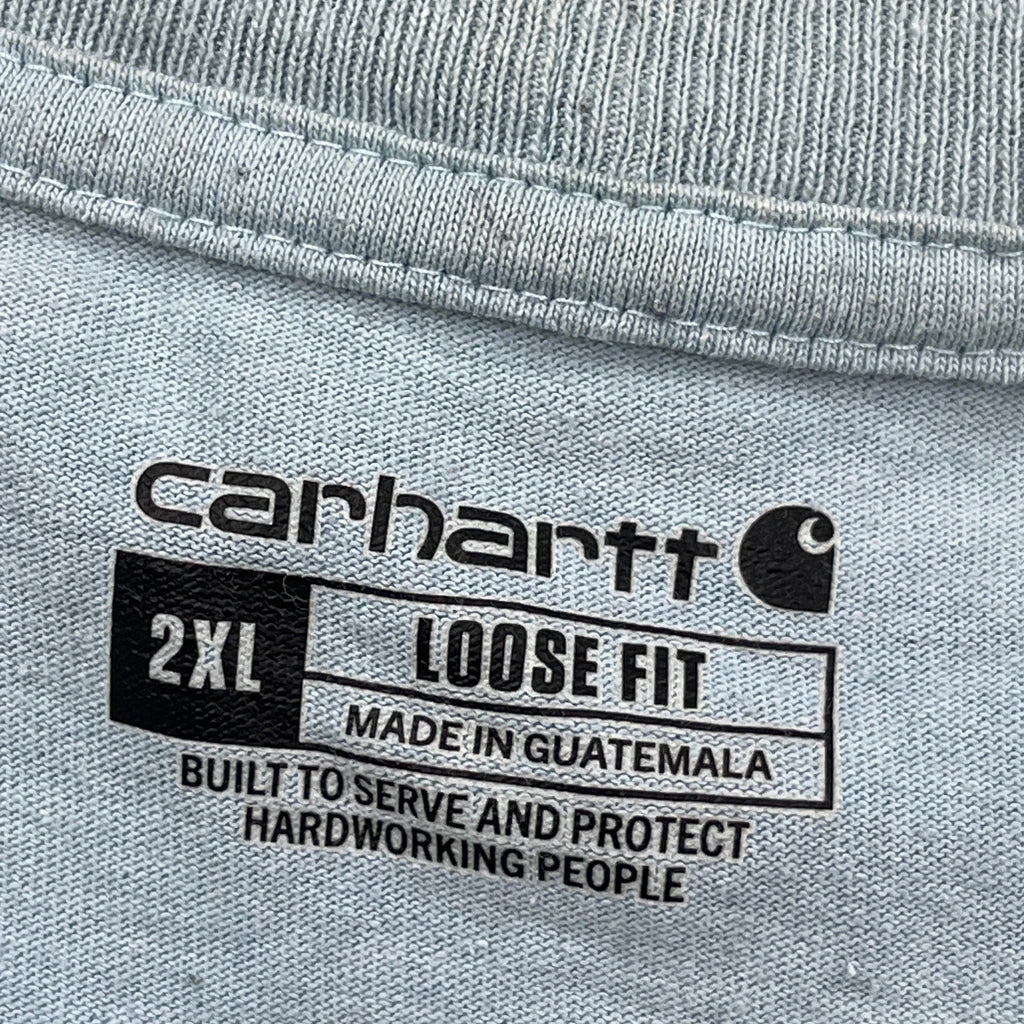 carhartt
2XL
LOOSE FIT
MADE IN GUATEMALA
BUILT TO SERVE AND PROTECT
HARDWORKING PEOPLE